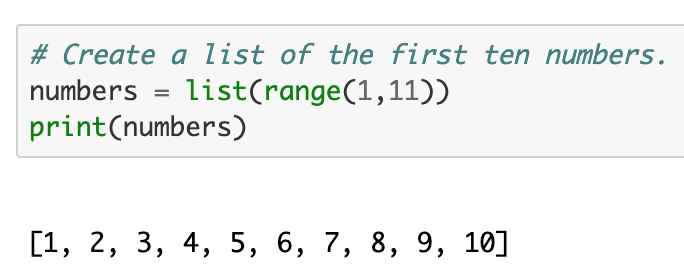 # Create a list of the first ten numbers.
numbers = list(range(1,11))
print(numbers)
[1, 2, 3, 4, 5, 6, 7, 8, 9, 10]